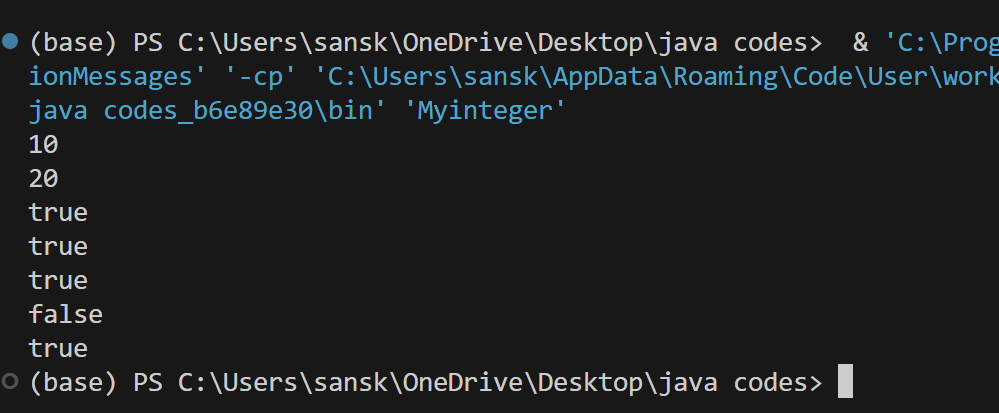 (base) PS C:\Users\sansk\OneDrive\Desktop\java codes>  & 'C:\Prog
ionMessages' '-cp' 'C:\Users\sansk\AppData\Roaming\Code\User\work
java codes_b6e89e30\bin' 'Myinteger'
10
20
true
true
true
false
true
(base) PS C:\Users\sansk\OneDrive\Desktop\java codes>